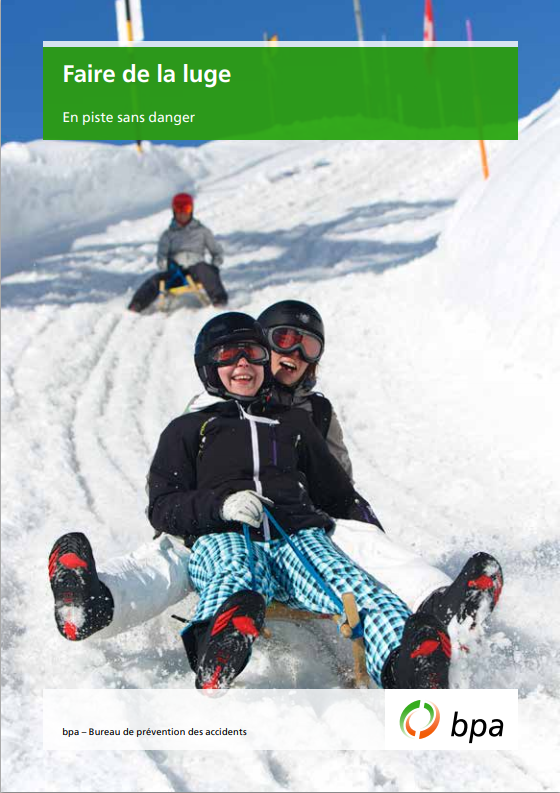 Faire de la luge
En piste sans danger
bpa – Bureau de prévention des accidents
bpa